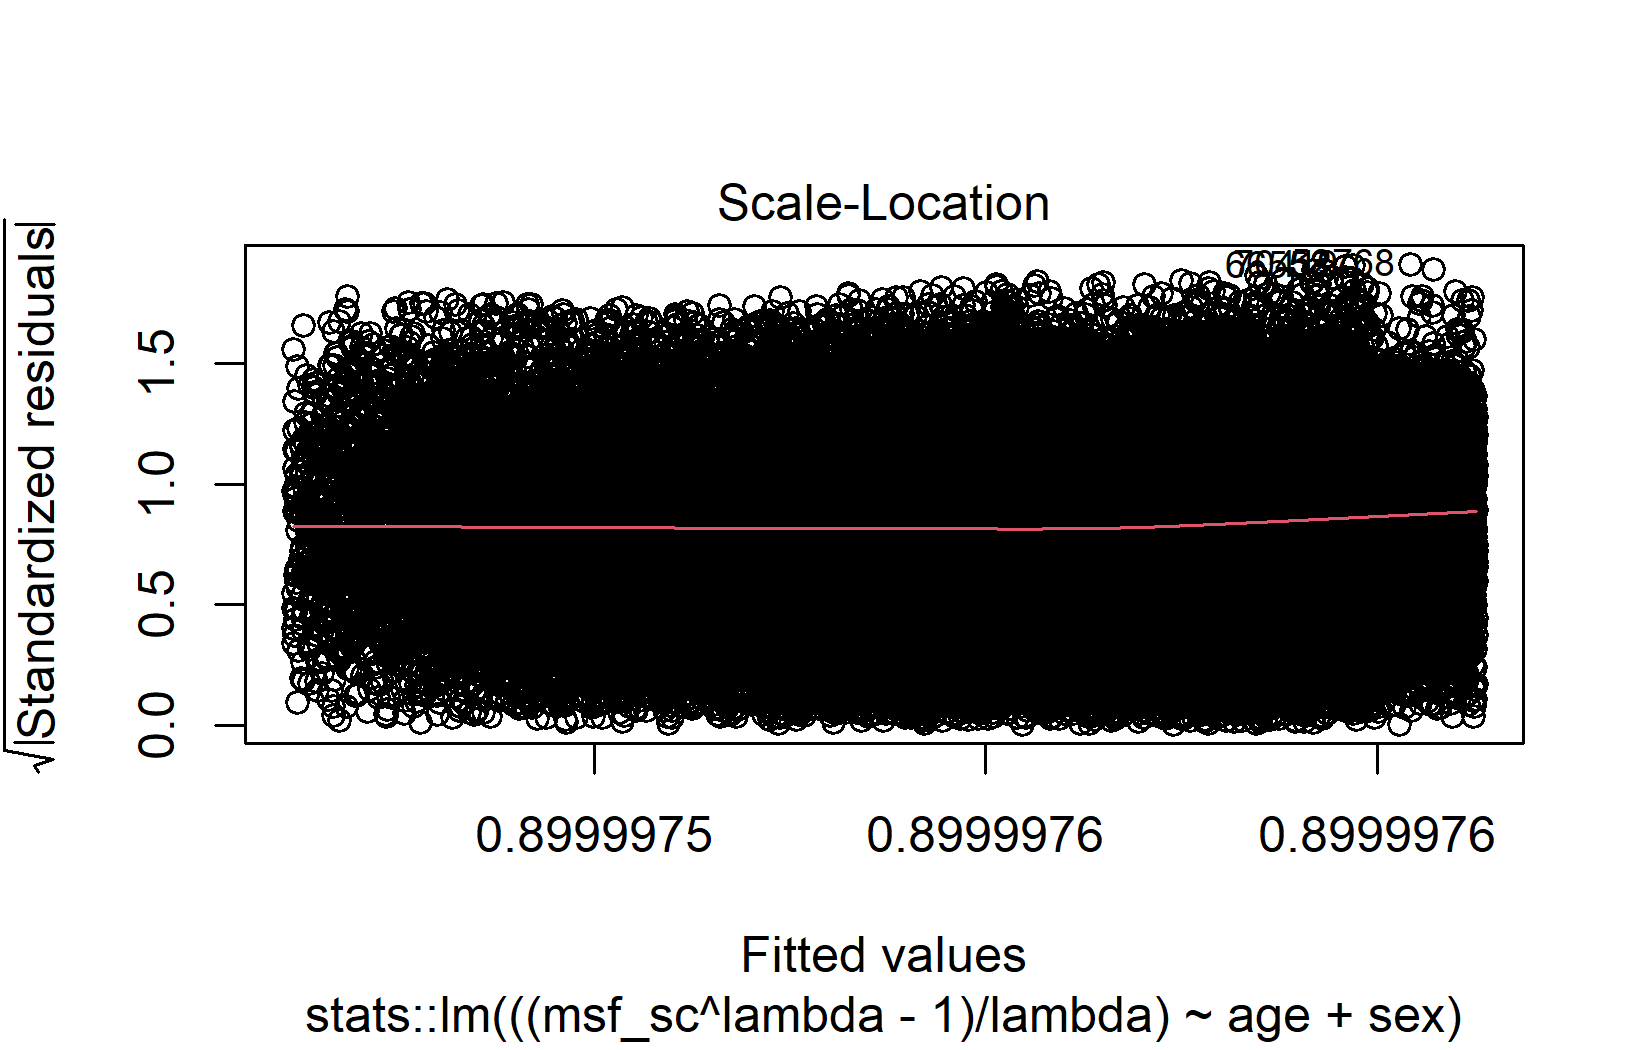 Scale-Location
√|Standardized residuals|
1.5
1.0
0.5
0.0
0.8999975
0.8999976
0.8999976
Fitted values
stats::lm(((msf_sc^lambda - 1)/lambda) ~ age + sex)